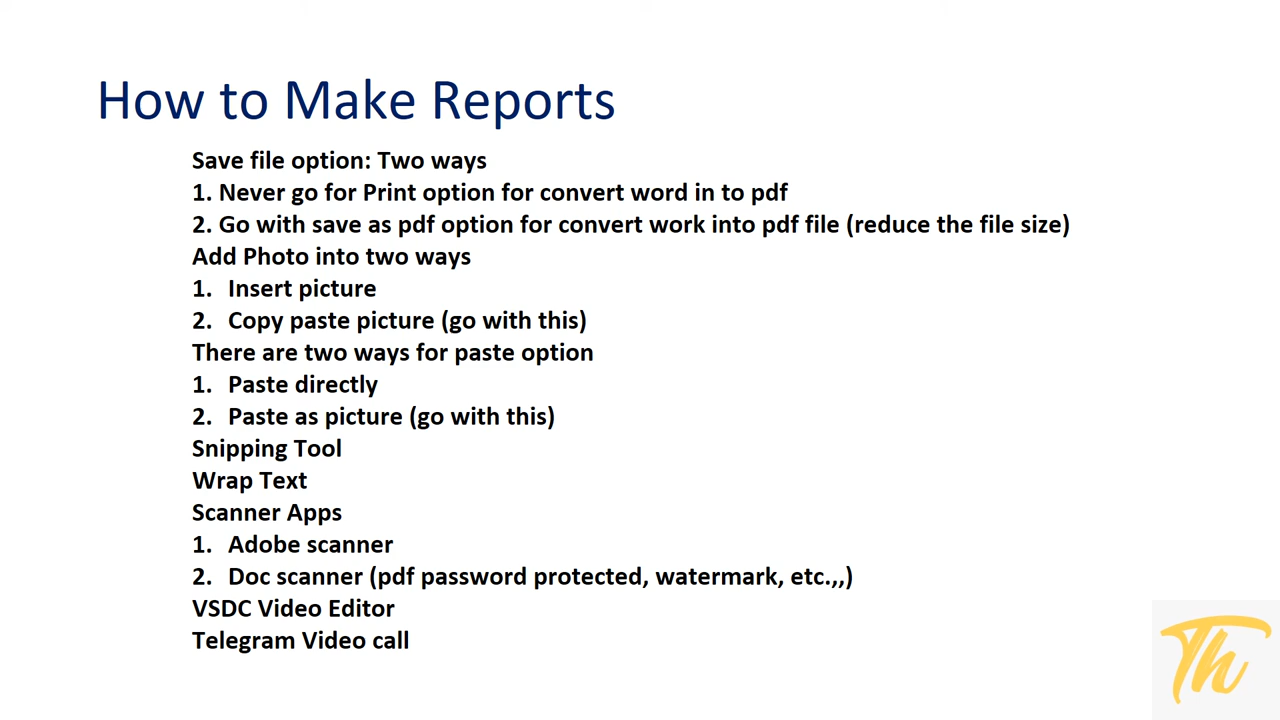 How to Make Reports
Save file option: Two ways
1. Never go for Print option for convert word in to pdf
2. Go with save as pdf option for convert work into pdf file (reduce the file size)
Add Photo into two ways
1. Insert picture
2. Copy paste picture (go with this)
There are two ways for paste option
1. Paste directly
2. Paste as picture (go with this)
Snipping Tool
Wrap Text
Scanner Apps
1. Adobe scanner
2. Doc scanner (pdf password protected, watermark, etc.,,)
VSDC Video Editor
Telegram Video call
Th